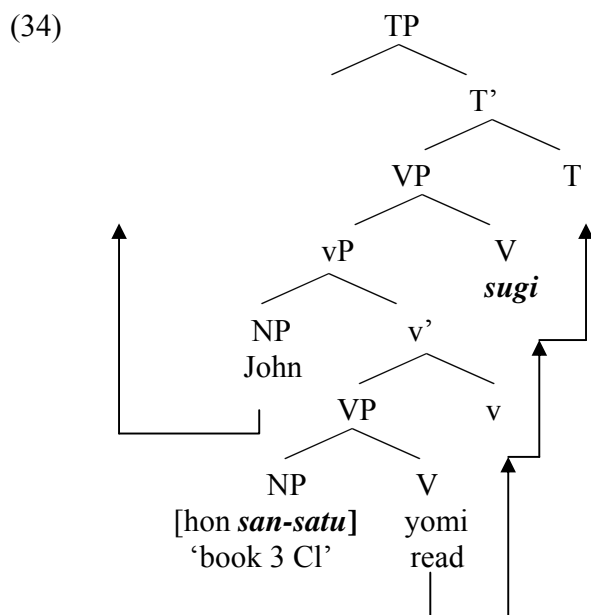 (34) TP
T’
VP T
vP V
sugi
NP v’
John
VP v
NP V
[hon san-satu] yomi
‘book 3 Cl’ read